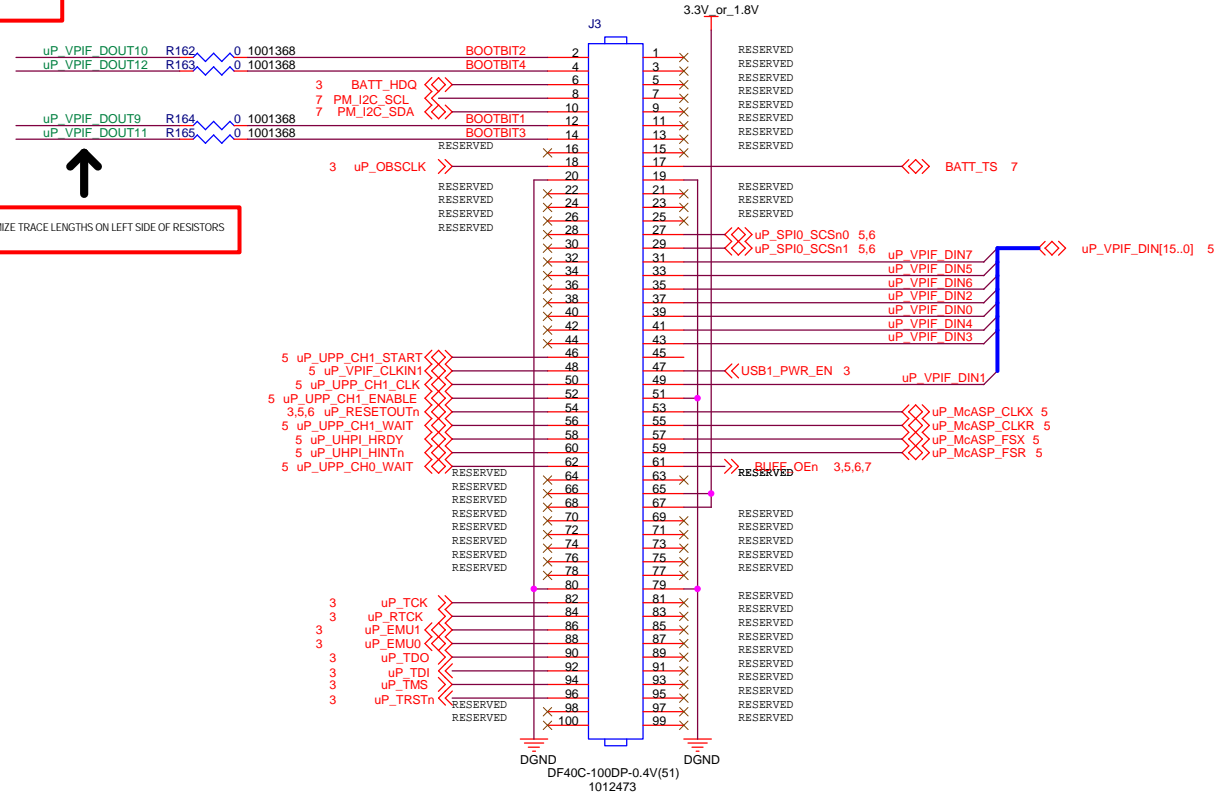 3.3V_or_1.8V
J3
uP_VPIF_DOUT10 R162 0 1001368 BOOTBIT2 2 1 RESERVED
uP_VPIF_DOUT12 R163 0 1001368 BOOTBIT4 4 3 RESERVED
3 BATT_HDQ 6 5 RESERVED
7 PM_I2C_SCL 8 7 RESERVED
7 PM_I2C_SDA 10 9 RESERVED
uP_VPIF_DOUT9 R164 0 1001368 BOOTBIT1 12 11 RESERVED
uP_VPIF_DOUT11 R165 0 1001368 BOOTBIT3 14 13 RESERVED
RESERVED 16 15 RESERVED
3 uP_OBSCLK 18 17 BATT_TS 7
20 19
RESERVED 22 21 RESERVED
RESERVED 24 23 RESERVED
RESERVED 26 25 RESERVED
RESERVED 28 27 uP_SPI0_SCSn0 5,6
TRACE LENGTHS ON LEFT SIDE OF RESISTORS
30 29 uP_SPI0_SCSn1 5,6
uP_VPIF_DIN[15..0] 5
32 31 uP_VPIF_DIN7
34 33 uP_VPIF_DIN5
36 35 uP_VPIF_DIN6
38 37 uP_VPIF_DIN2
40 39 uP_VPIF_DIN0
42 41 uP_VPIF_DIN4
44 43 uP_VPIF_DIN3
5 uP_UPP_CH1_START 46 45
5 uP_VPIF_CLKIN1 48 47 USB1_PWR_EN 3
5 uP_UPP_CH1_CLK 50 49 uP_VPIF_DIN1
5 uP_UPP_CH1_ENABLE 52 51
3,5,6 uP_RESETOUTn 54 53 uP_McASP_CLKX 5
5 uP_UPP_CH1_WAIT 56 55 uP_McASP_CLKR 5
5 uP_UHPI_HRDY 58 57 uP_McASP_FSX 5
5 uP_UHPI_HINTn 60 59 uP_McASP_FSR 5
5 uP_UPP_CH0_WAIT 62 61 BUFF_OEn 3,5,6,7
RESERVED 64 63 RESERVED
RESERVED 66 65
RESERVED 68 67
RESERVED 70 69 RESERVED
RESERVED 72 71 RESERVED
RESERVED 74 73 RESERVED
RESERVED 76 75 RESERVED
RESERVED 78 77 RESERVED
80 79
3 uP_TCK 82 81 RESERVED
3 uP_RTCK 84 83 RESERVED
3 uP_EMU1 86 85 RESERVED
3 uP_EMU0 88 87 RESERVED
3 uP_TDO 90 89 RESERVED
3 uP_TDI 92 91 RESERVED
3 uP_TMS 94 93 RESERVED
3 uP_TRSTn 96 95 RESERVED
RESERVED 98 97 RESERVED
RESERVED 100 99 RESERVED
DGND DGND
DF40C-100DP-0.4V(51)
1012473